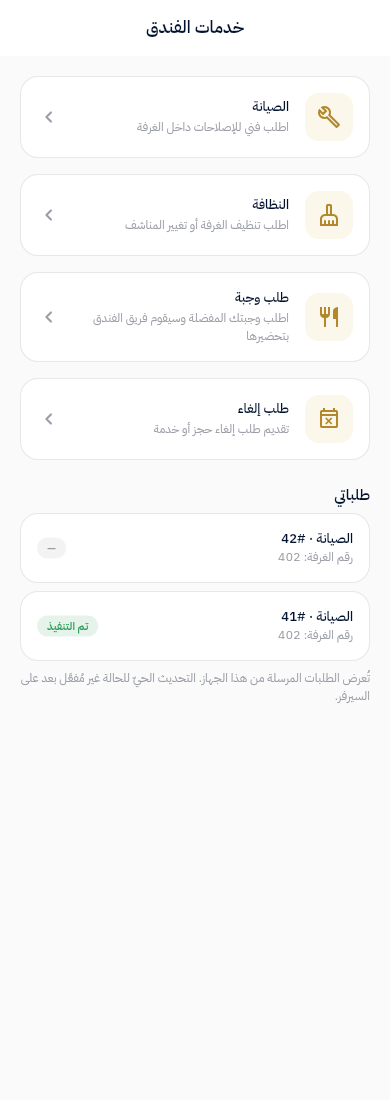 خدمات الفندق
الصيانة
اطلب فني للإصلاحات داخل الغرفة
النظافة
اطلب تنظيف الغرفة أو تغيير المناشف
طلب وجبة
اطلب وجبتك المفضلة وسيقوم فريق الفندق
بتحضيرها
طلب إلغاء
تقديم طلب إلغاء حجز أو خدمة
طلباتي
الصيانة · #42
رقم الغرفة: 402
—
الصيانة · #41
رقم الغرفة: 402
تم التنفيذ
تُعرض الطلبات المرسلة من هذا الجهاز. التحديث الحيّ للحالة غير مُفعّل بعد على
السيرفر.